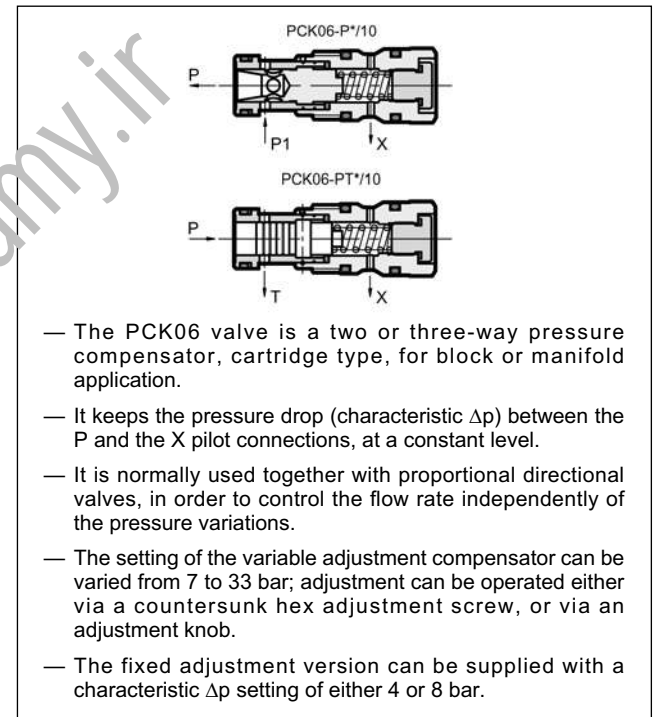 PCK06-P*/10
P
P1
X
PCK06-PT*/10
P
T
X
— The PCK06 valve is a two or three-way pressure
compensator, cartridge type, for block or manifold
application.
— It keeps the pressure drop (characteristic Δp) between the
P and the X pilot connections, at a constant level.
— It is normally used together with proportional directional
valves, in order to control the flow rate independently of
the pressure variations.
— The setting of the variable adjustment compensator can be
varied from 7 to 33 bar; adjustment can be operated either
via a countersunk hex adjustment screw, or via an
adjustment knob.
— The fixed adjustment version can be supplied with a
characteristic Δp setting of either 4 or 8 bar.
amy.ir